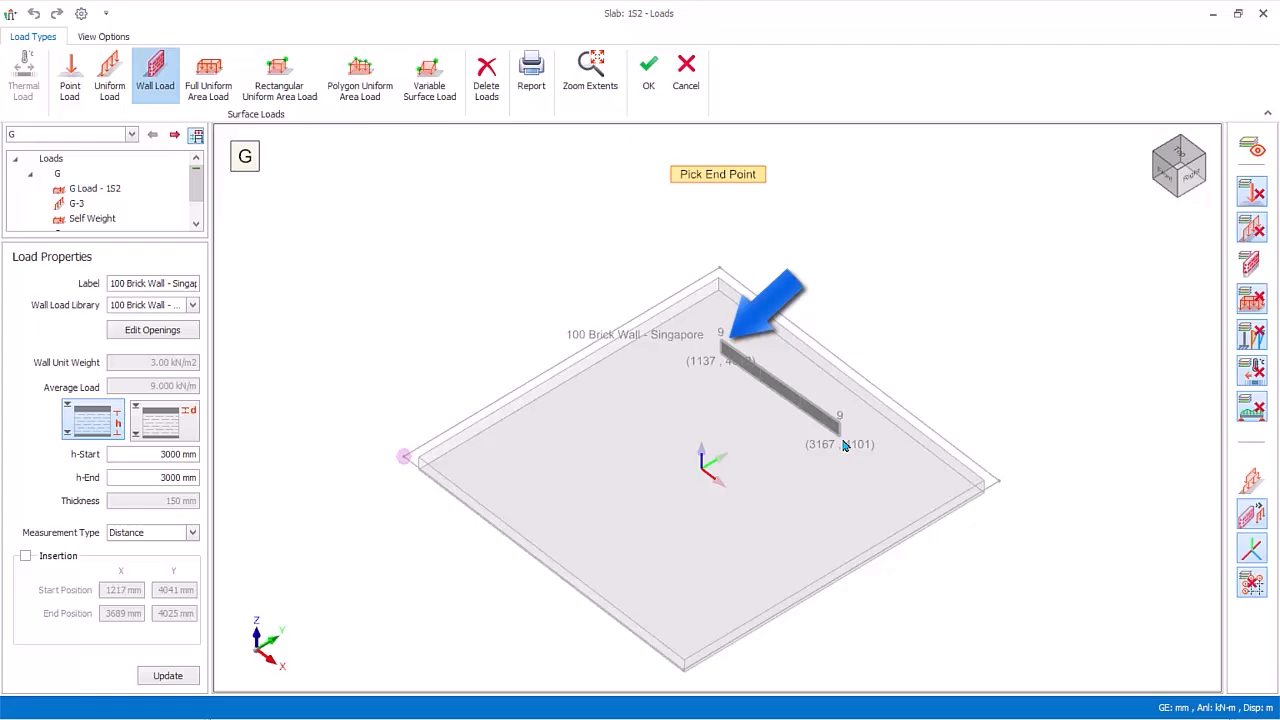 Slab: 1S2 - Loads
Load Types
View Options
Thermal Load
Point Load
Uniform Load
Wall Load
Full Uniform Area Load
Rectangular Uniform Area Load
Polygon Uniform Area Load
Variable Surface Load
Delete Loads
Report
Zoom Extents
OK
Cancel
Surface Loads
G
Loads
G
G Load - 1S2
G-3
Self Weight
Load Properties
Label
100 Brick Wall - Singap
Wall Load Library
100 Brick Wall - ...
Edit Openings
Wall Unit Weight
3.00 kN/m2
Average Load
9.000 kN/m
h
d
h-Start
3000 mm
h-End
3000 mm
Thickness
150 mm
Measurement Type
Distance
Insertion
X
Y
Start Position
1217 mm
4041 mm
End Position
3689 mm
4025 mm
Update
G
Pick End Point
Top
Right
100 Brick Wall - Singapore
9
(1137 ,
9
(3167 ,
Z
Y
X
GE: mm , Anl: kN-m , Disp: m